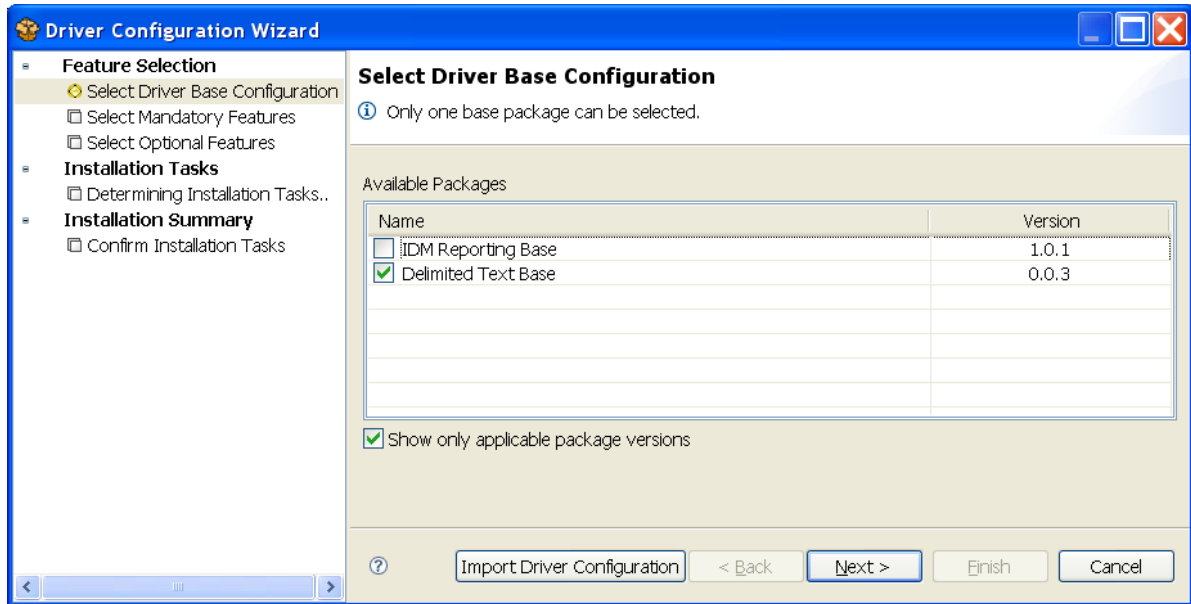 Driver Configuration Wizard
Feature Selection
Select Driver Base Configuration
Select Mandatory Features
Select Optional Features
Installation Tasks
Determining Installation Tasks..
Installation Summary
Confirm Installation Tasks
Select Driver Base Configuration
Only one base package can be selected.
Available Packages
Name Version
IDM Reporting Base 1.0.1
Delimited Text Base 0.0.3
Show only applicable package versions
Import Driver Configuration < Back Next > Finish Cancel